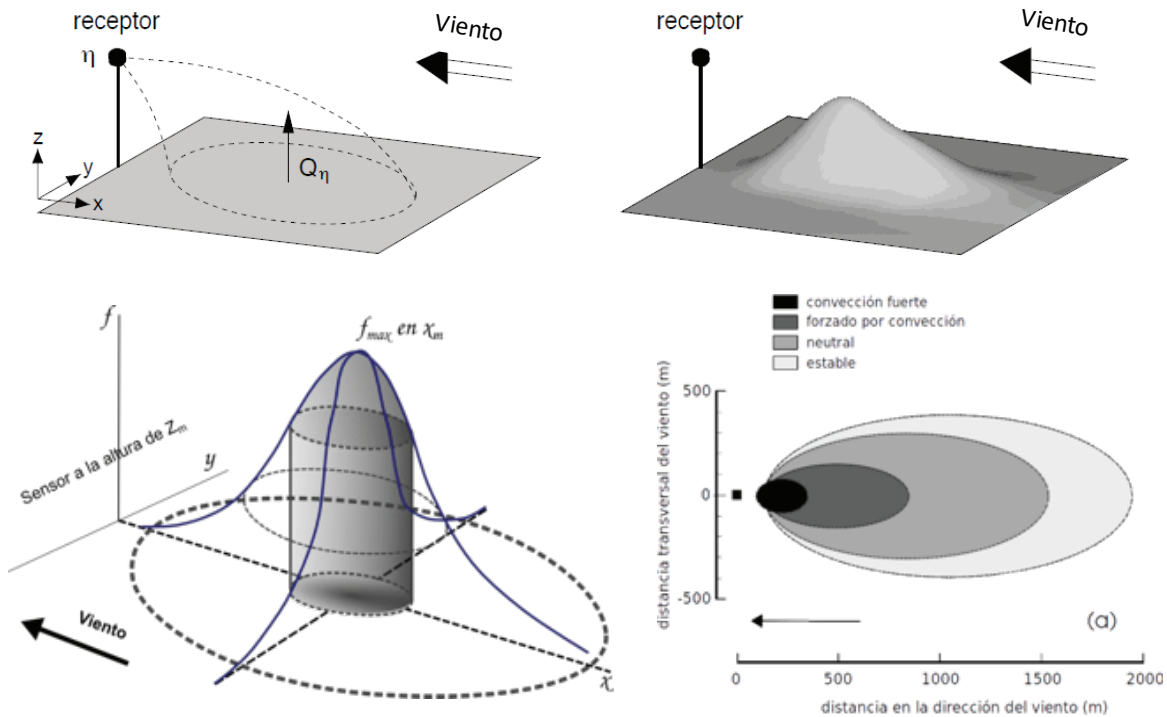 receptor
Viento
η
z
y
x
Qη
receptor
Viento
f
fmax en xm
Sensor a la altura de Zm
y
Viento
x
convección fuerte
forzado por convección
neutral
estable
distancia transversal del viento (m)
500
0
-500
(a)
0 500 1000 1500 2000
distancia en la dirección del viento (m)